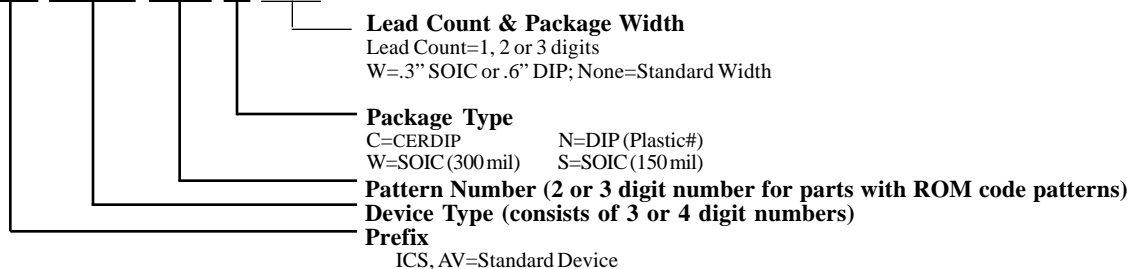 Lead Count & Package Width
Lead Count=1, 2 or 3 digits
W=.3” SOIC or .6” DIP; None=Standard Width
Package Type
C=CERDIP N=DIP (Plastic#)
W=SOIC (300 mil) S=SOIC (150 mil)
Pattern Number (2 or 3 digit number for parts with ROM code patterns)
Device Type (consists of 3 or 4 digit numbers)
Prefix
ICS, AV=Standard Device